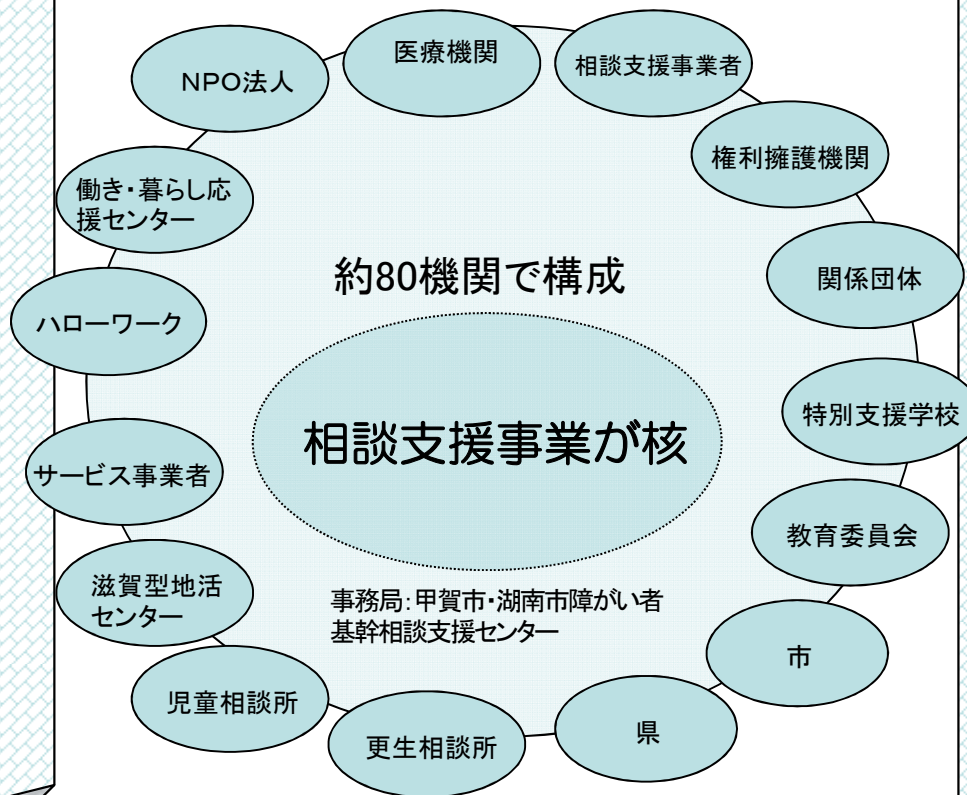 医療機関
相談支援事業者
NPO法人
権利擁護機関
働き・暮らし応
援センター
約80機関で構成
関係団体
ハローワーク
特別支援学校
相談支援事業が核
サービス事業者
教育委員会
滋賀型地活
センター
事務局：甲賀市・湖南市障がい者
基幹相談支援センター
市
児童相談所
県
更生相談所